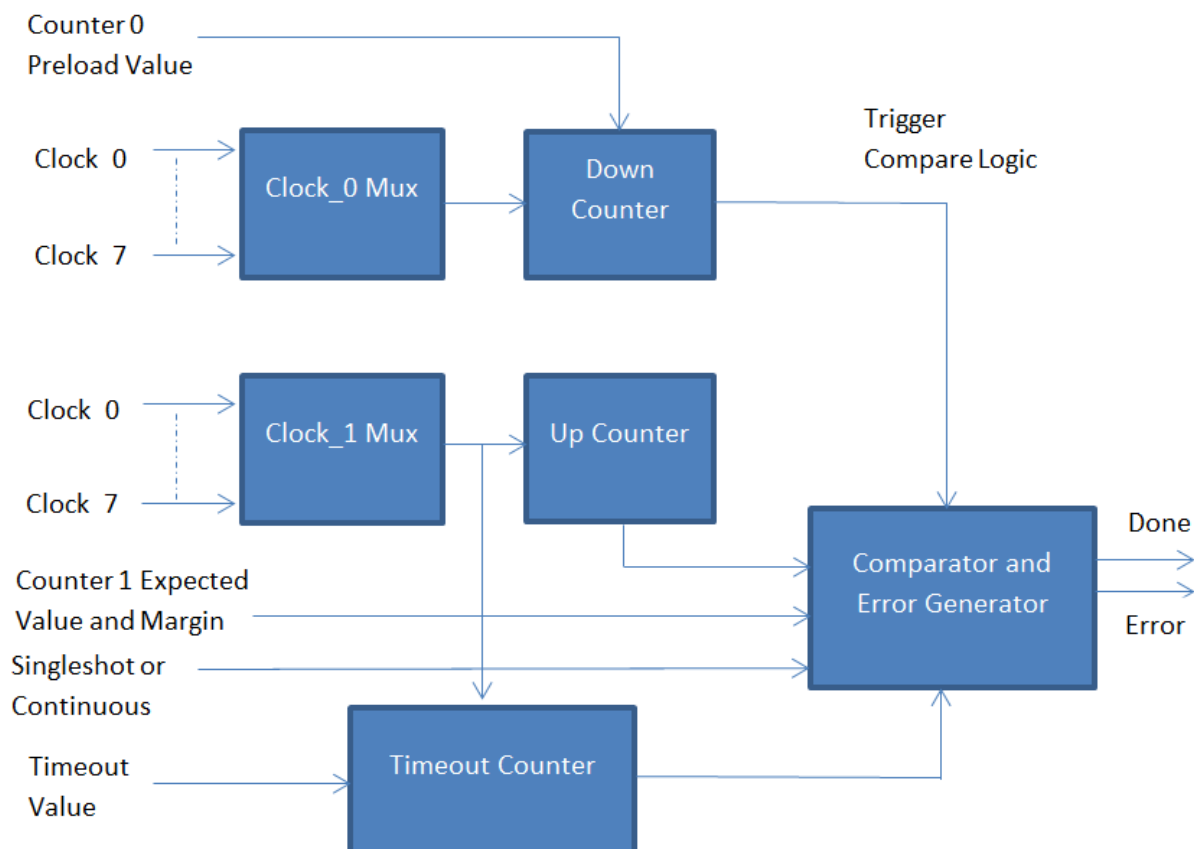 Counter 0
Preload Value
Trigger
Compare Logic
Clock 0
Clock_0 Mux
Down
Counter
Clock 7
Clock 0
Clock_1 Mux
Up Counter
Clock 7
Done
Comparator and
Error Generator
Error
Counter 1 Expected
Value and Margin
Singleshot or
Continuous
Timeout
Value
Timeout Counter